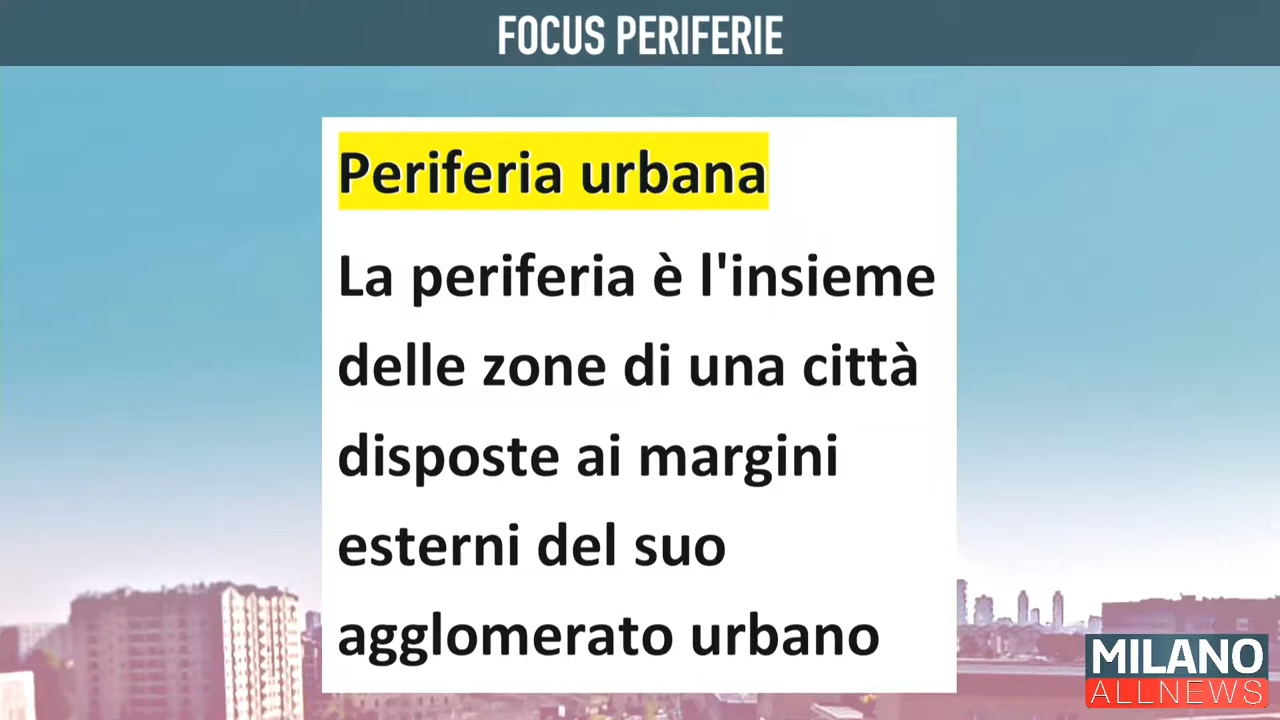 FOCUS PERIFERIE
Periferia urbana
La periferia è l'insieme
delle zone di una città
disposte ai margini
esterni del suo
agglomerato urbano
MILANO
ALLNEWS